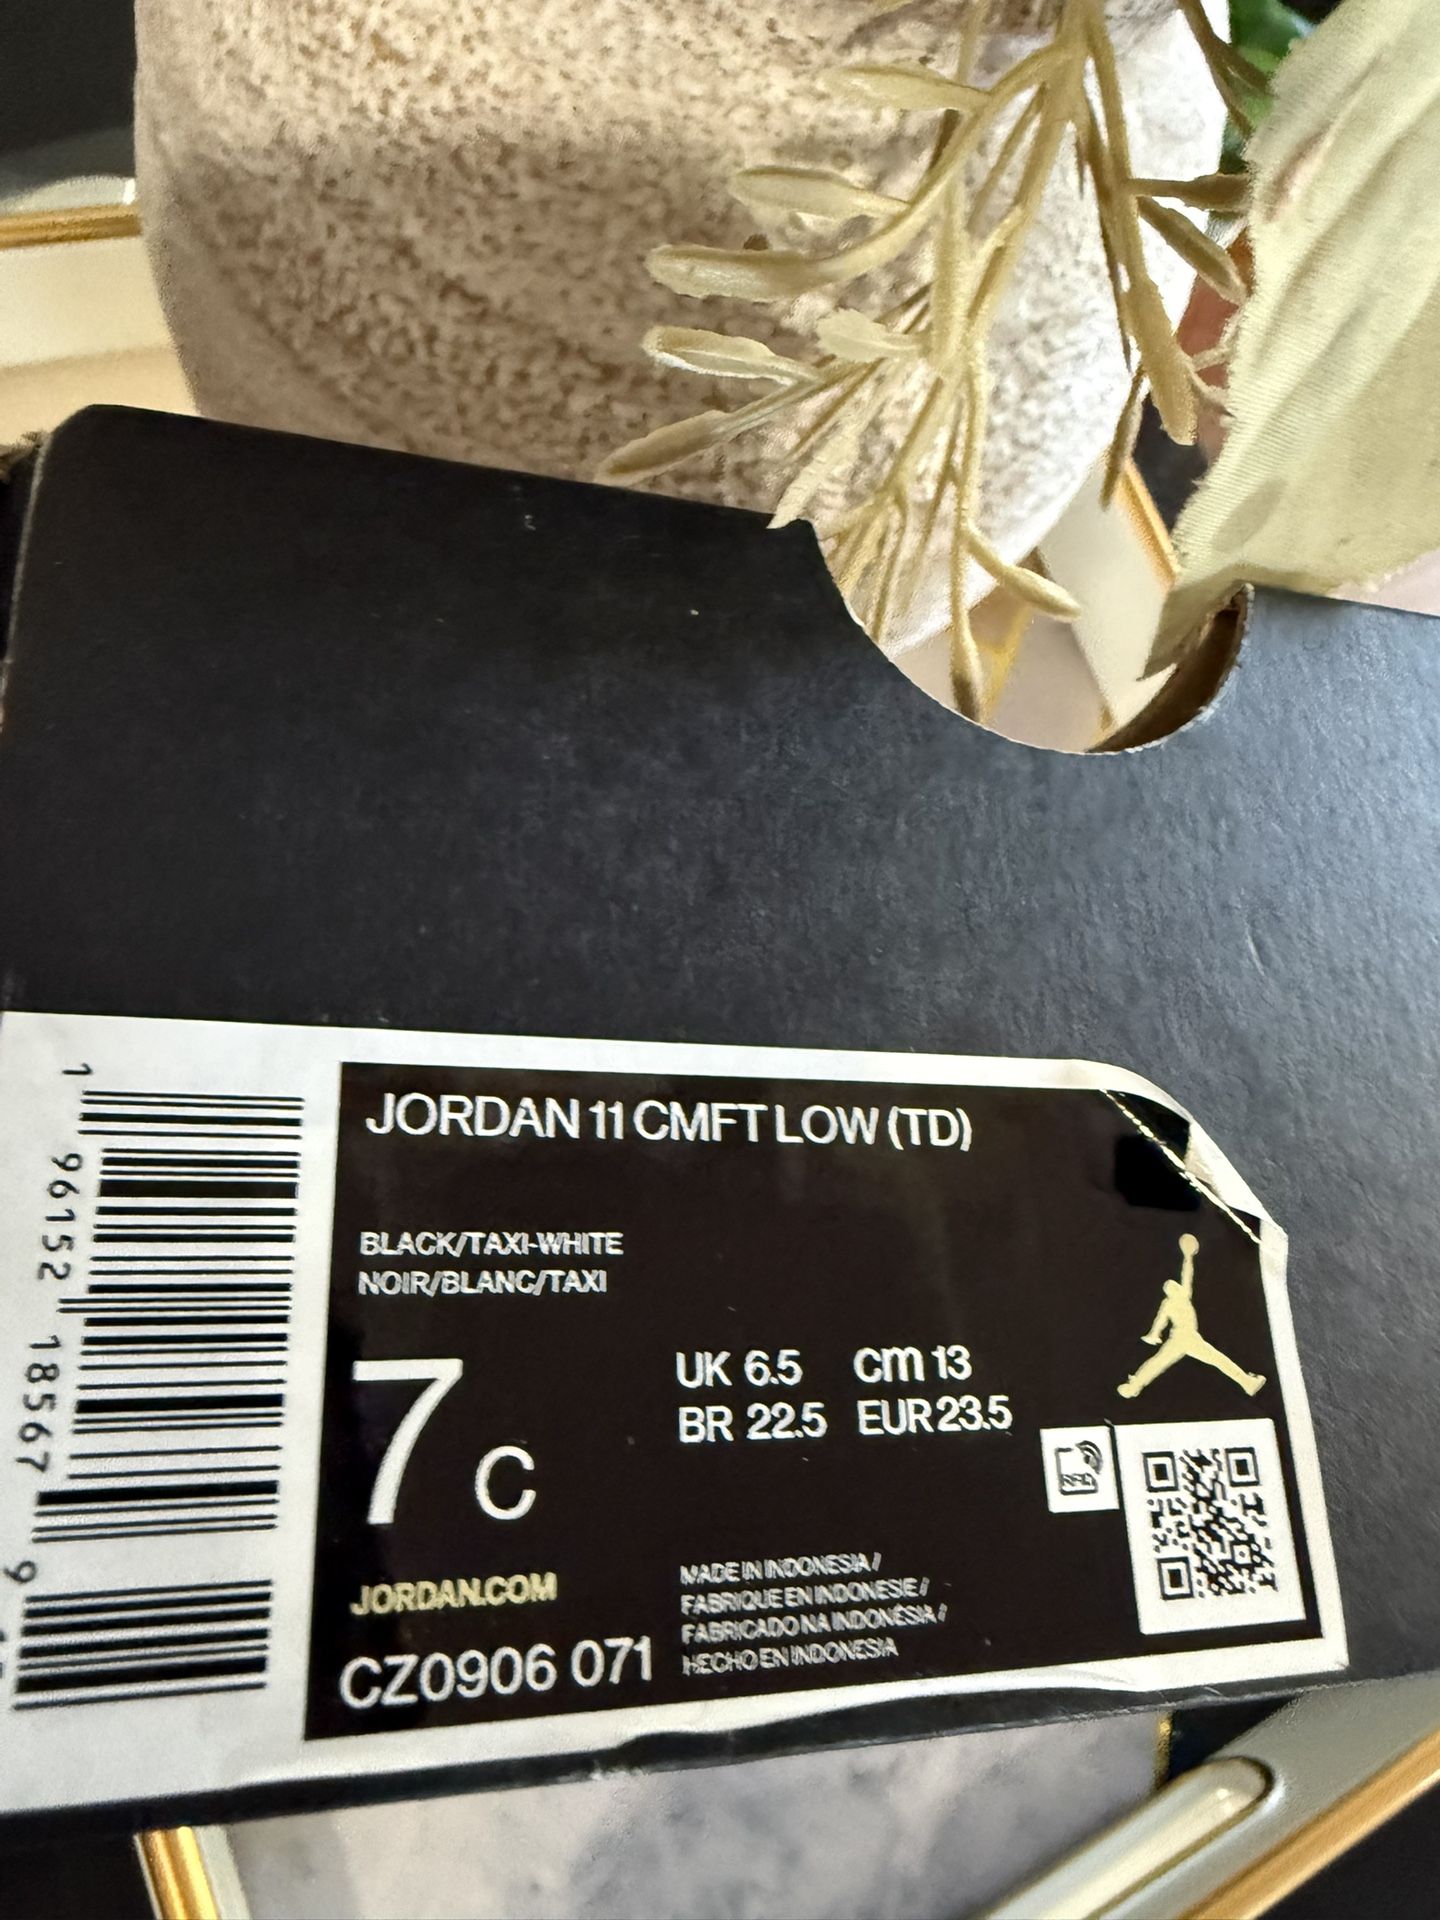 JORDAN 11 CMFT LOW (TD)
BLACK/TAXI-WHITE
NOIR/BLANC/TAXI
7 C
UK 6.5 cm 13
BR 22.5 EUR 23.5
JORDAN.COM
CZ0906 071
MADE IN INDONESIA /
FABRIQUE EN INDONESIE /
FABRICADO NA INDONÉSIA /
HECHO EN INDONESIA
RFID
1 96152 18567 9